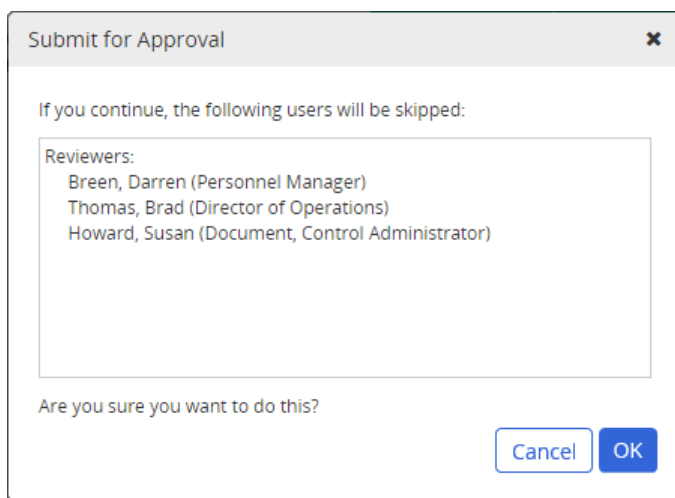 Submit for Approval
If you continue, the following users will be skipped:
Reviewers:
Breen, Darren (Personnel Manager)
Thomas, Brad (Director of Operations)
Howard, Susan (Document, Control Administrator)
Are you sure you want to do this?
Cancel OK